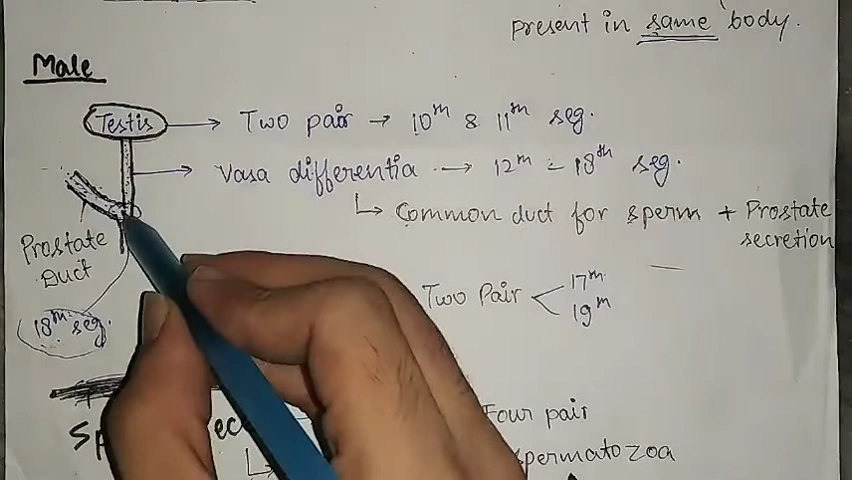 Present in same body.
Male
Testis → Two pair → 10th & 11th seg.
Vasa differentia → 12th - 18th seg.
Common duct for sperm + Prostate
secretion
Prostate
Duct
18th seg.
Two Pair 17th
19th
Four pair
spermatozoa